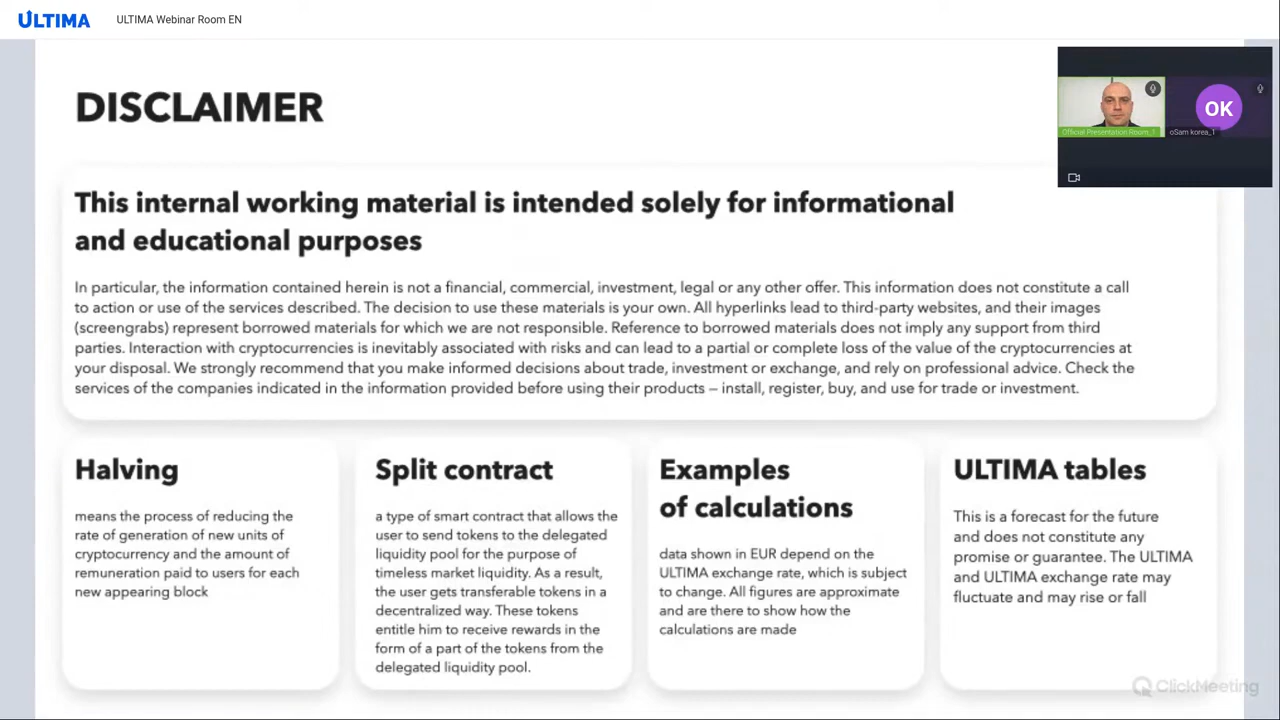 ULTIMA
ULTIMA Webinar Room EN
DISCLAIMER
OK
Official Presentation Room_1
oSam korea_1
This internal working material is intended solely for informational
and educational purposes
In particular, the information contained herein is not a financial, commercial, investment, legal or any other offer. This information does not constitute a call
to action or use of the services described. The decision to use these materials is your own. All hyperlinks lead to third-party websites, and their images
(screengrabs) represent borrowed materials for which we are not responsible. Reference to borrowed materials does not imply any support from third
parties. Interaction with cryptocurrencies is inevitably associated with risks and can lead to a partial or complete loss of the value of the cryptocurrencies at
your disposal. We strongly recommend that you make informed decisions about trade, investment or exchange, and rely on professional advice. Check the
services of the companies indicated in the information provided before using their products – install, register, buy, and use for trade or investment.
Halving
means the process of reducing the
rate of generation of new units of
cryptocurrency and the amount of
remuneration paid to users for each
new appearing block
Split contract
a type of smart contract that allows the
user to send tokens to the delegated
liquidity pool for the purpose of
timeless market liquidity. As a result,
the user gets transferable tokens in a
decentralized way. These tokens
entitle him to receive rewards in the
form of a part of the tokens from the
delegated liquidity pool.
Examples
of calculations
data shown in EUR depend on the
ULTIMA exchange rate, which is subject
to change. All figures are approximate
and are there to show how the
calculations are made
ULTIMA tables
This is a forecast for the future
and does not constitute any
promise or guarantee. The ULTIMA
and ULTIMA exchange rate may
fluctuate and may rise or fall
ClickMeeting